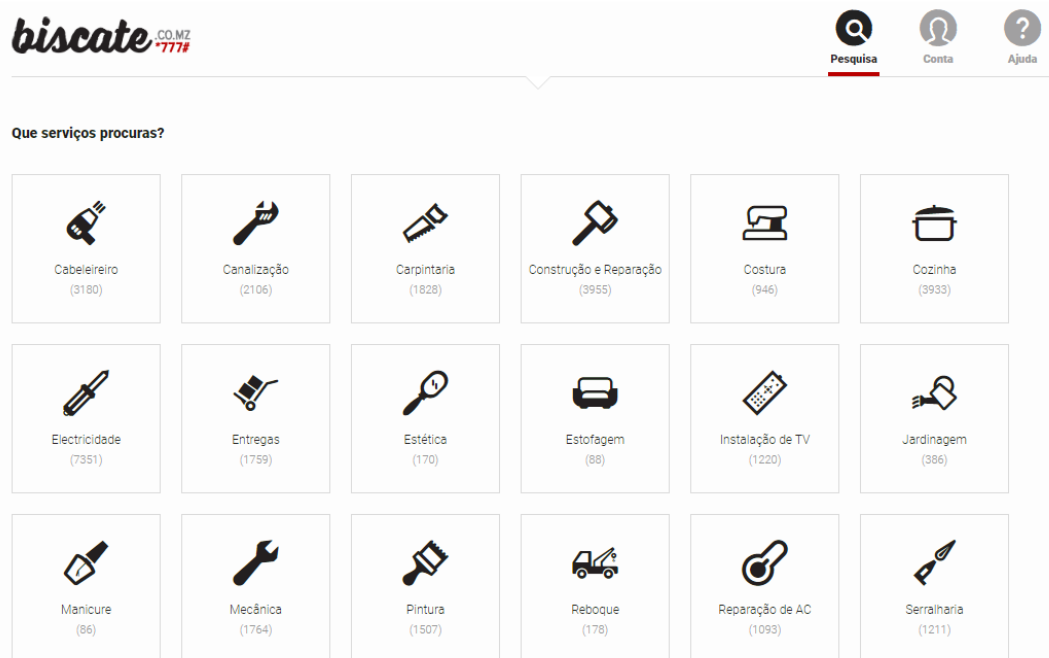 biscate .CO.MZ
*777#
Pesquisa Conta Ajuda
Que serviços procuras?
Cabeleireiro Canalização Carpintaria Construção e Reparação Costura Cozinha
(3180) (2106) (1828) (3955) (946) (3933)
Electricidade Entregas Estética Estofagem Instalação de TV Jardinagem
(7351) (1759) (170) (88) (1220) (386)
Manicure Mecânica Pintura Reboque Reparação de AC Serralharia
(86) (1764) (1507) (178) (1093) (1211)